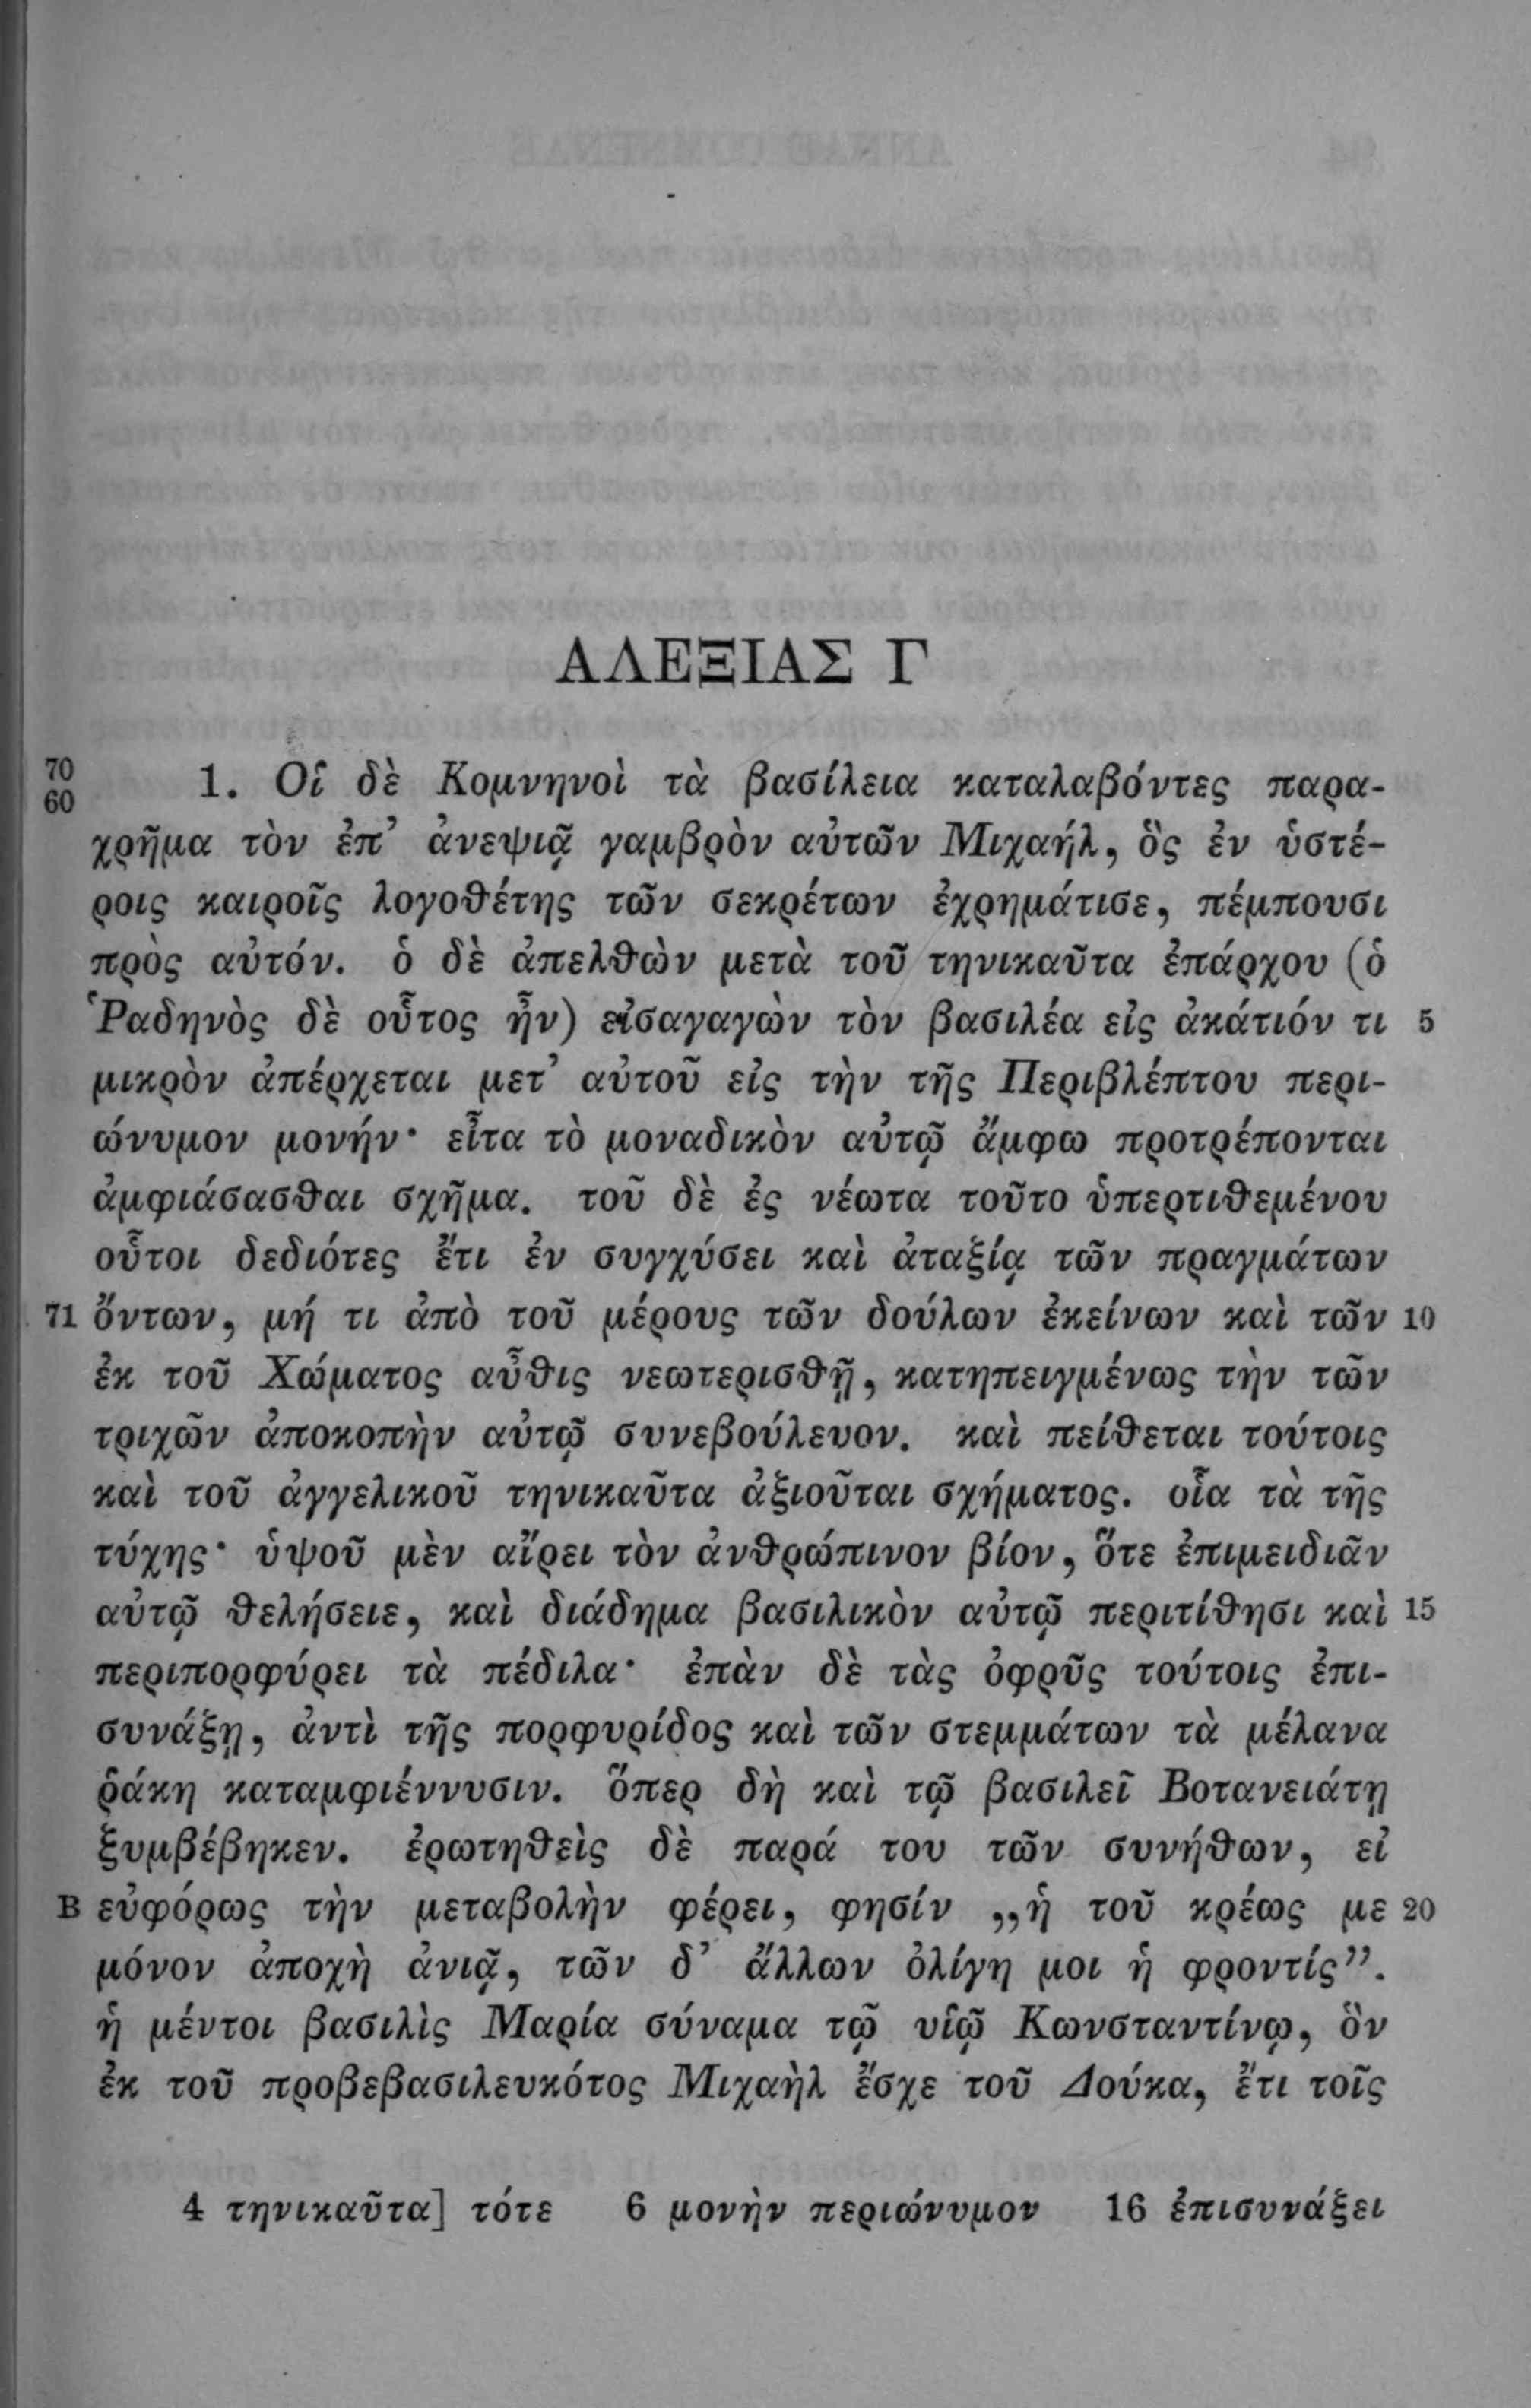 ΑΛΕΞΙΑΣ Γ
70
60
1. Οἱ δὲ Κομνηνοὶ τὰ βασίλεια καταλαβόντες παρα-
χρῆμα τὸν ἐπ’ ἀνεψιᾷ γαμβρὸν αὐτῶν Μιχαήλ, ὃς ἐν ὑστέ-
ροις καιροῖς λογοθέτης τῶν σεκρέτων ἐχρημάτισε, πέμπουσι
πρὸς αὐτόν. ὁ δὲ ἀπελθὼν μετὰ τοῦ τηνικαῦτα ἐπάρχου (ὁ
Ῥαδηνὸς δὲ οὗτος ἦν) εἰσαγαγὼν τὸν βασιλέα εἰς ἀκάτιόν τι 5
μικρὸν ἀπέρχεται μετ’ αὐτοῦ εἰς τὴν τῆς Περιβλέπτου περι-
ώνυμον μονήν· εἶτα τὸ μοναδικὸν αὐτῷ ἄμφω προτρέπονται
ἀμφιάσασθαι σχῆμα. τοῦ δὲ ἐς νέωτα τοῦτο ὑπερτιθεμένου
οὗτοι δεδιότες ἔτι ἐν συγχύσει καὶ ἀταξίᾳ τῶν πραγμάτων
71 ὄντων, μή τι ἀπὸ τοῦ μέρους τῶν δούλων ἐκείνων καὶ τῶν 10
ἐκ τοῦ Χώματος αὖθις νεωτερισθῇ, κατηπειγμένως τὴν τῶν
τριχῶν ἀποκοπὴν αὐτῷ συνεβούλευον. καὶ πείθεται τούτοις
καὶ τοῦ ἀγγελικοῦ τηνικαῦτα ἀξιοῦται σχήματος. οἷα τὰ τῆς
τύχης· ὑψοῦ μὲν αἴρει τὸν ἀνθρώπινον βίον, ὅτε ἐπιμειδιᾶν
αὐτῷ θελήσειε, καὶ διάδημα βασιλικὸν αὐτῷ περιτίθησι καὶ 15
περιπορφύρει τὰ πέδιλα· ἐπὰν δὲ τὰς ὀφρῦς τούτοις ἐπι-
συνάξῃ, ἀντὶ τῆς πορφυρίδος καὶ τῶν στεμμάτων τὰ μέλανα
ῥάκη καταμφιέννυσιν. ὅπερ δὴ καὶ τῷ βασιλεῖ Βοτανειάτῃ
ξυμβέβηκεν. ἐρωτηθεὶς δὲ παρά του τῶν συνήθων, εἰ
B εὐφόρως τὴν μεταβολὴν φέρει, φησίν „ἡ τοῦ κρέως με 20
μόνον ἀποχὴ ἀνιᾷ, τῶν δ’ ἄλλων ὀλίγη μοι ἡ φροντίς”.
ἡ μέντοι βασιλὶς Μαρία σύναμα τῷ υἱῷ Κωνσταντίνῳ, ὃν
ἐκ τοῦ προβεβασιλευκότος Μιχαὴλ ἔσχε τοῦ Δούκα, ἔτι τοῖς
4 τηνικαῦτα] τότε 6 μονὴν περιώνυμον 16 ἐπισυνάξει